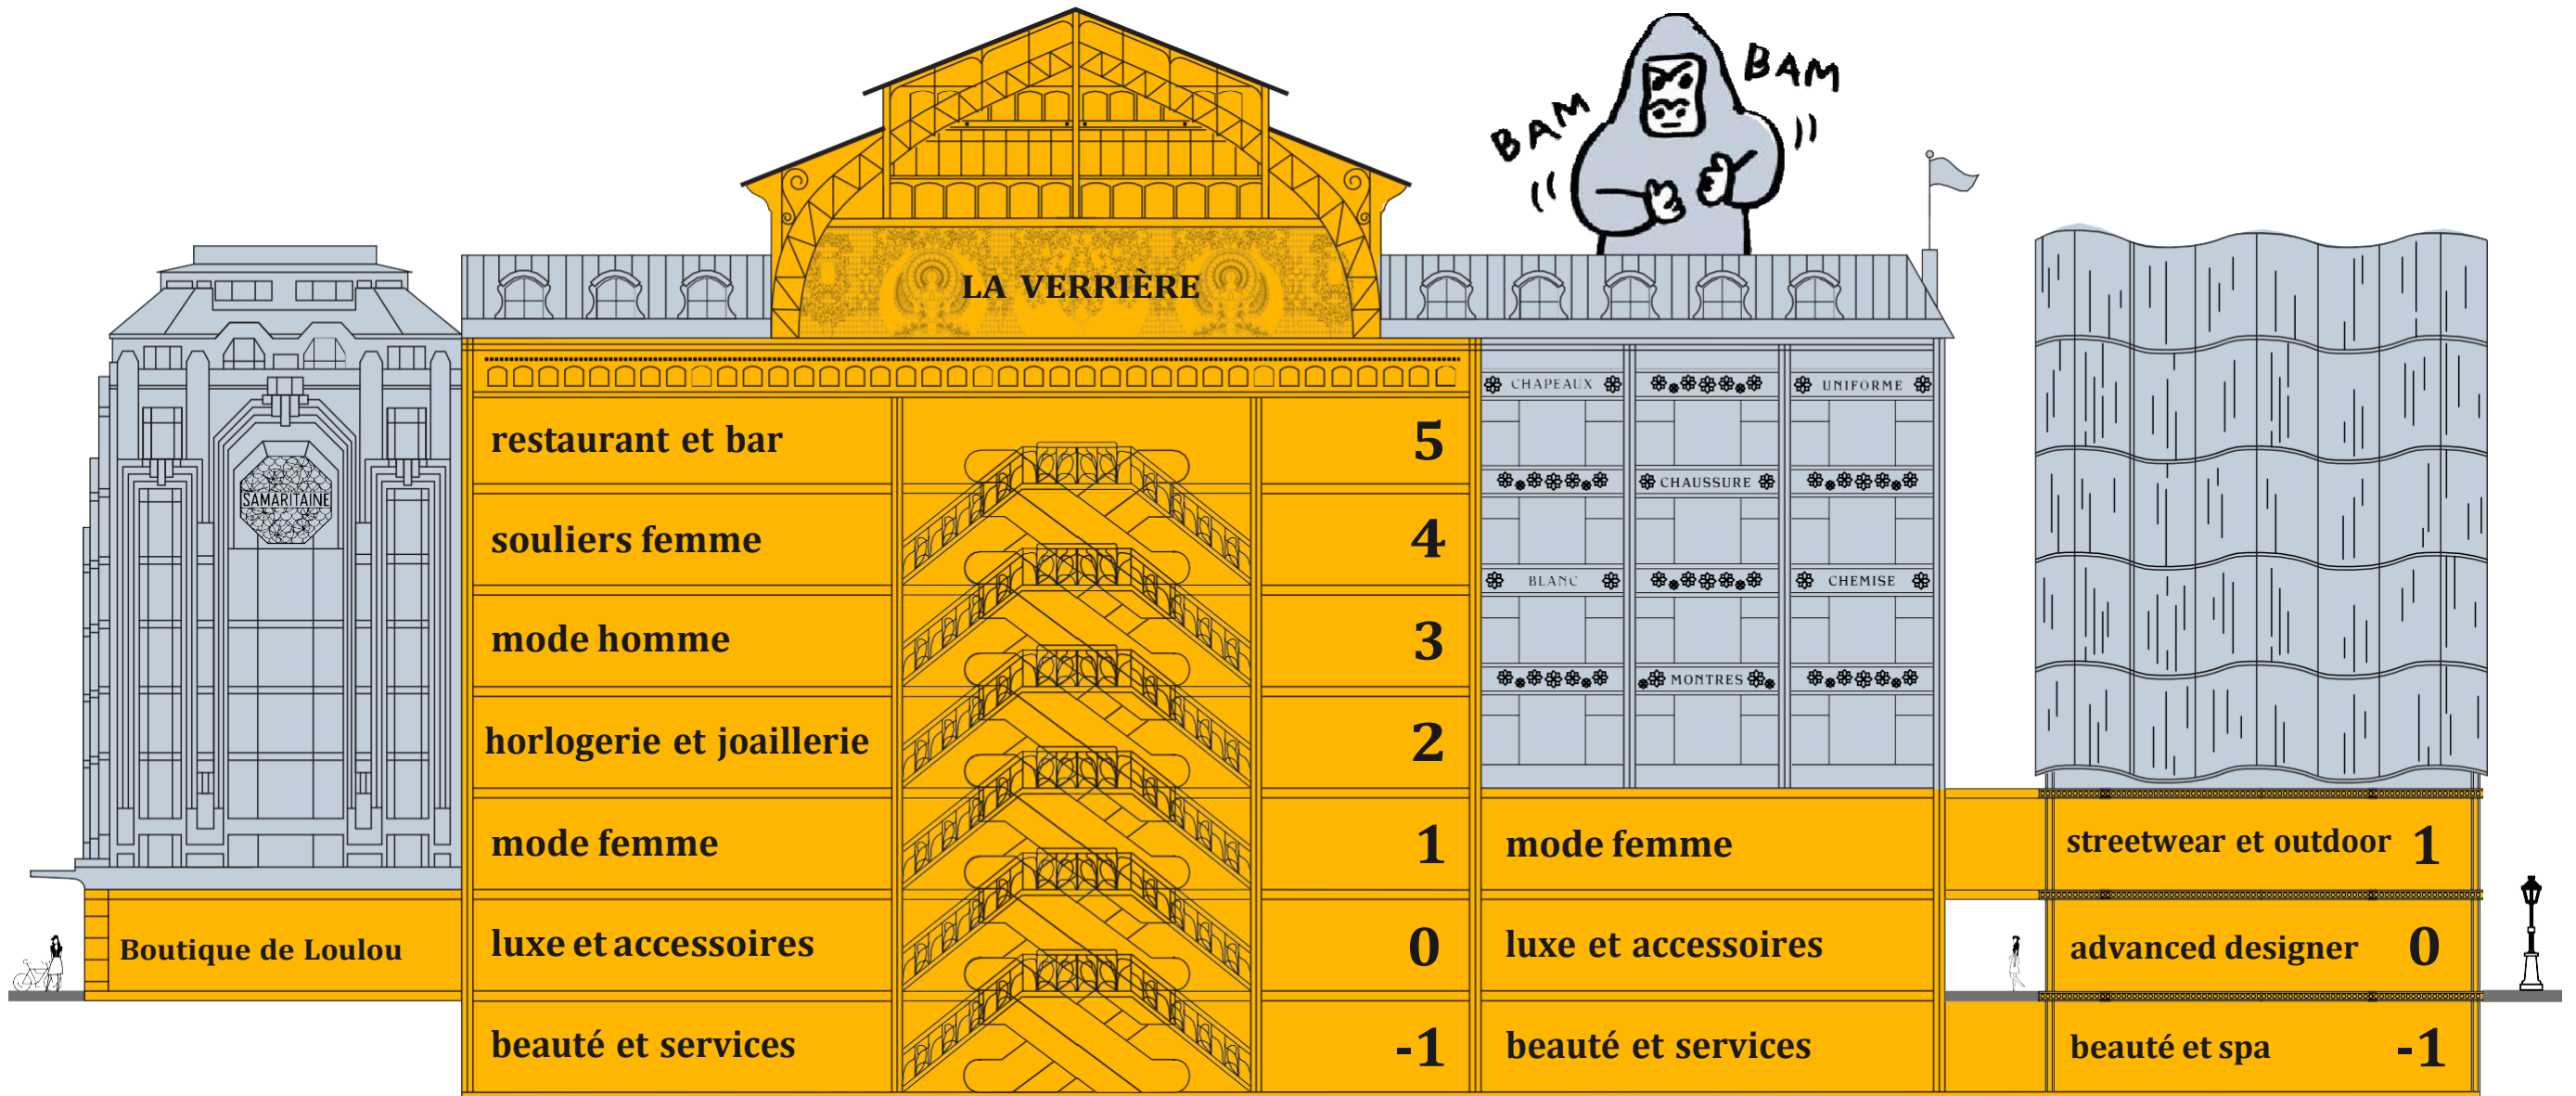 BAM
BAM
LA VERRIÈRE
SAMARITAINE
CHAPEAUX
UNIFORME
CHAUSSURE
BLANC
CHEMISE
MONTRES
restaurant et bar 5
souliers femme 4
mode homme 3
horlogerie et joaillerie 2
mode femme 1 mode femme streetwear et outdoor 1
Boutique de Loulou luxe et accessoires 0 luxe et accessoires advanced designer 0
beauté et services -1 beauté et services beauté et spa -1